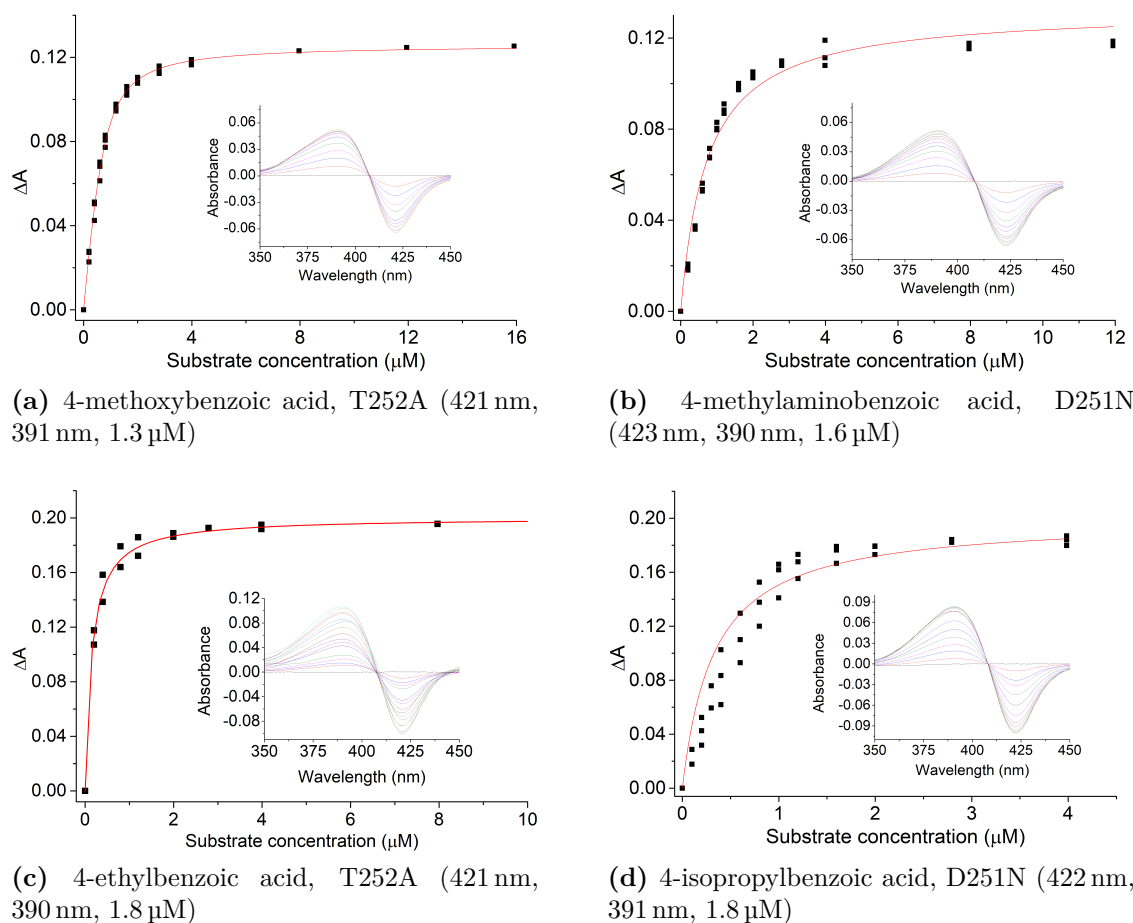 0.12
0.08
0.04
0.00
ΔA
0 4 8 12 16
Substrate concentration (μM)
0.06
0.03
0.00
-0.03
-0.06
Absorbance
350 375 400 425 450
Wavelength (nm)
(a) 4-methoxybenzoic acid, T252A (421 nm,
391 nm, 1.3 µM)
0.12
0.08
0.04
0.00
ΔA
0 2 4 6 8 10 12
Substrate concentration (μM)
0.06
0.03
0.00
-0.03
-0.06
Absorbance
350 375 400 425 450
Wavelength (nm)
(b) 4-methylaminobenzoic acid, D251N
(423 nm, 390 nm, 1.6 µM)
0.20
0.16
0.12
0.08
0.04
0.00
ΔA
0 2 4 6 8 10
Substrate concentration (μM)
0.12
0.08
0.04
0.00
-0.04
-0.08
Absorbance
350 375 400 425 450
Wavelength (nm)
(c) 4-ethylbenzoic acid, T252A (421 nm,
390 nm, 1.8 µM)
0.20
0.16
0.12
0.08
0.04
0.00
ΔA
0 1 2 3 4
Substrate concentration (μM)
0.09
0.06
0.03
0.00
-0.03
-0.06
-0.09
Absorbance
350 375 400 425 450
Wavelength (nm)
(d) 4-isopropylbenzoic acid, D251N (422 nm,
391 nm, 1.8 µM)